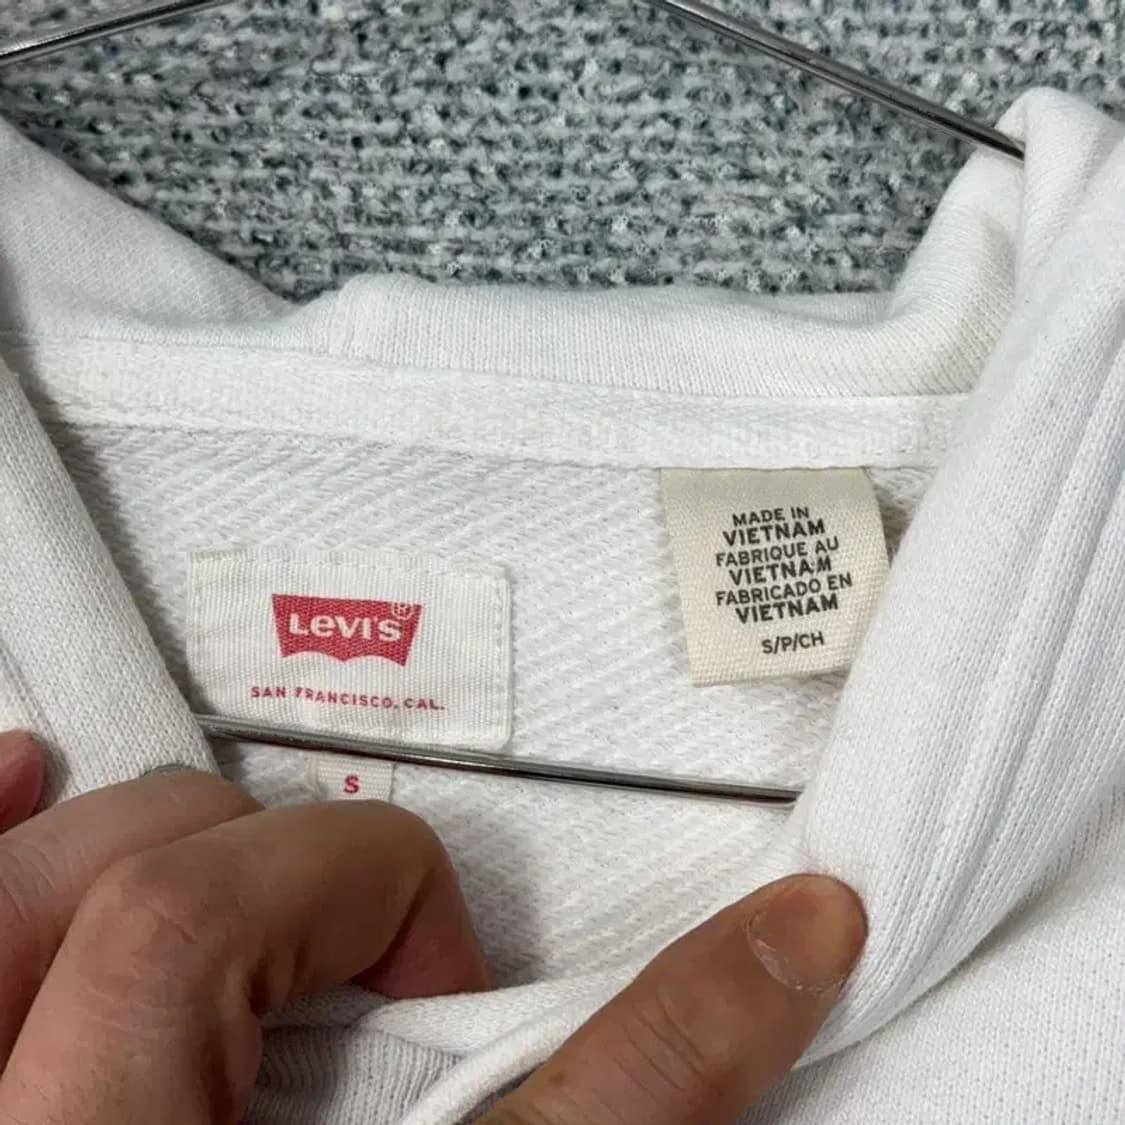 LEVI'S®
SAN FRANCISCO, CAL.
S
MADE IN
VIETNAM
FABRIQUE AU
VIETNAM
FABRICADO EN
VIETNAM
S/P/CH